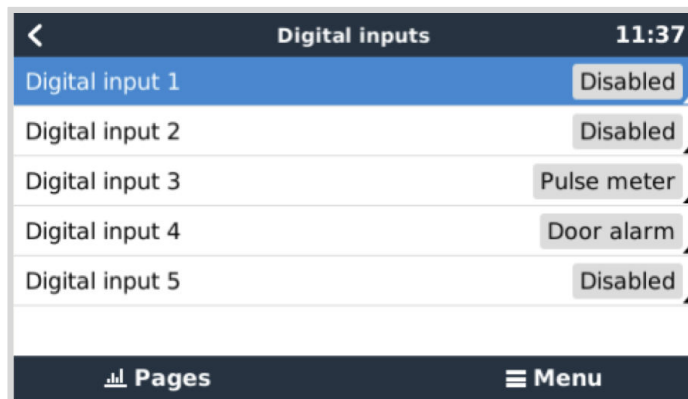 Digital inputs 11:37
Digital input 1 Disabled
Digital input 2 Disabled
Digital input 3 Pulse meter
Digital input 4 Door alarm
Digital input 5 Disabled
Pages Menu